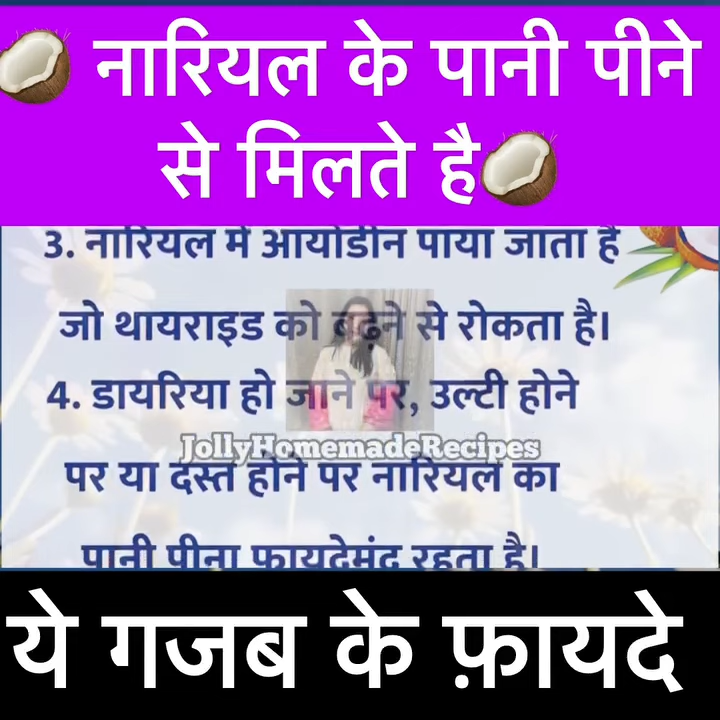 नारियल के पानी पीने
से मिलते है
3. नारियल में आयोडीन पाया जाता है
जो थायराइड को बढने से रोकता है।
4. डायरिया हो जाने पर, उल्टी होने
JollyHomemadeRecipes
पर या दस्त होने पर नारियल का
पानी पीना फायदेमंद रहता है।
ये गजब के फ़ायदे